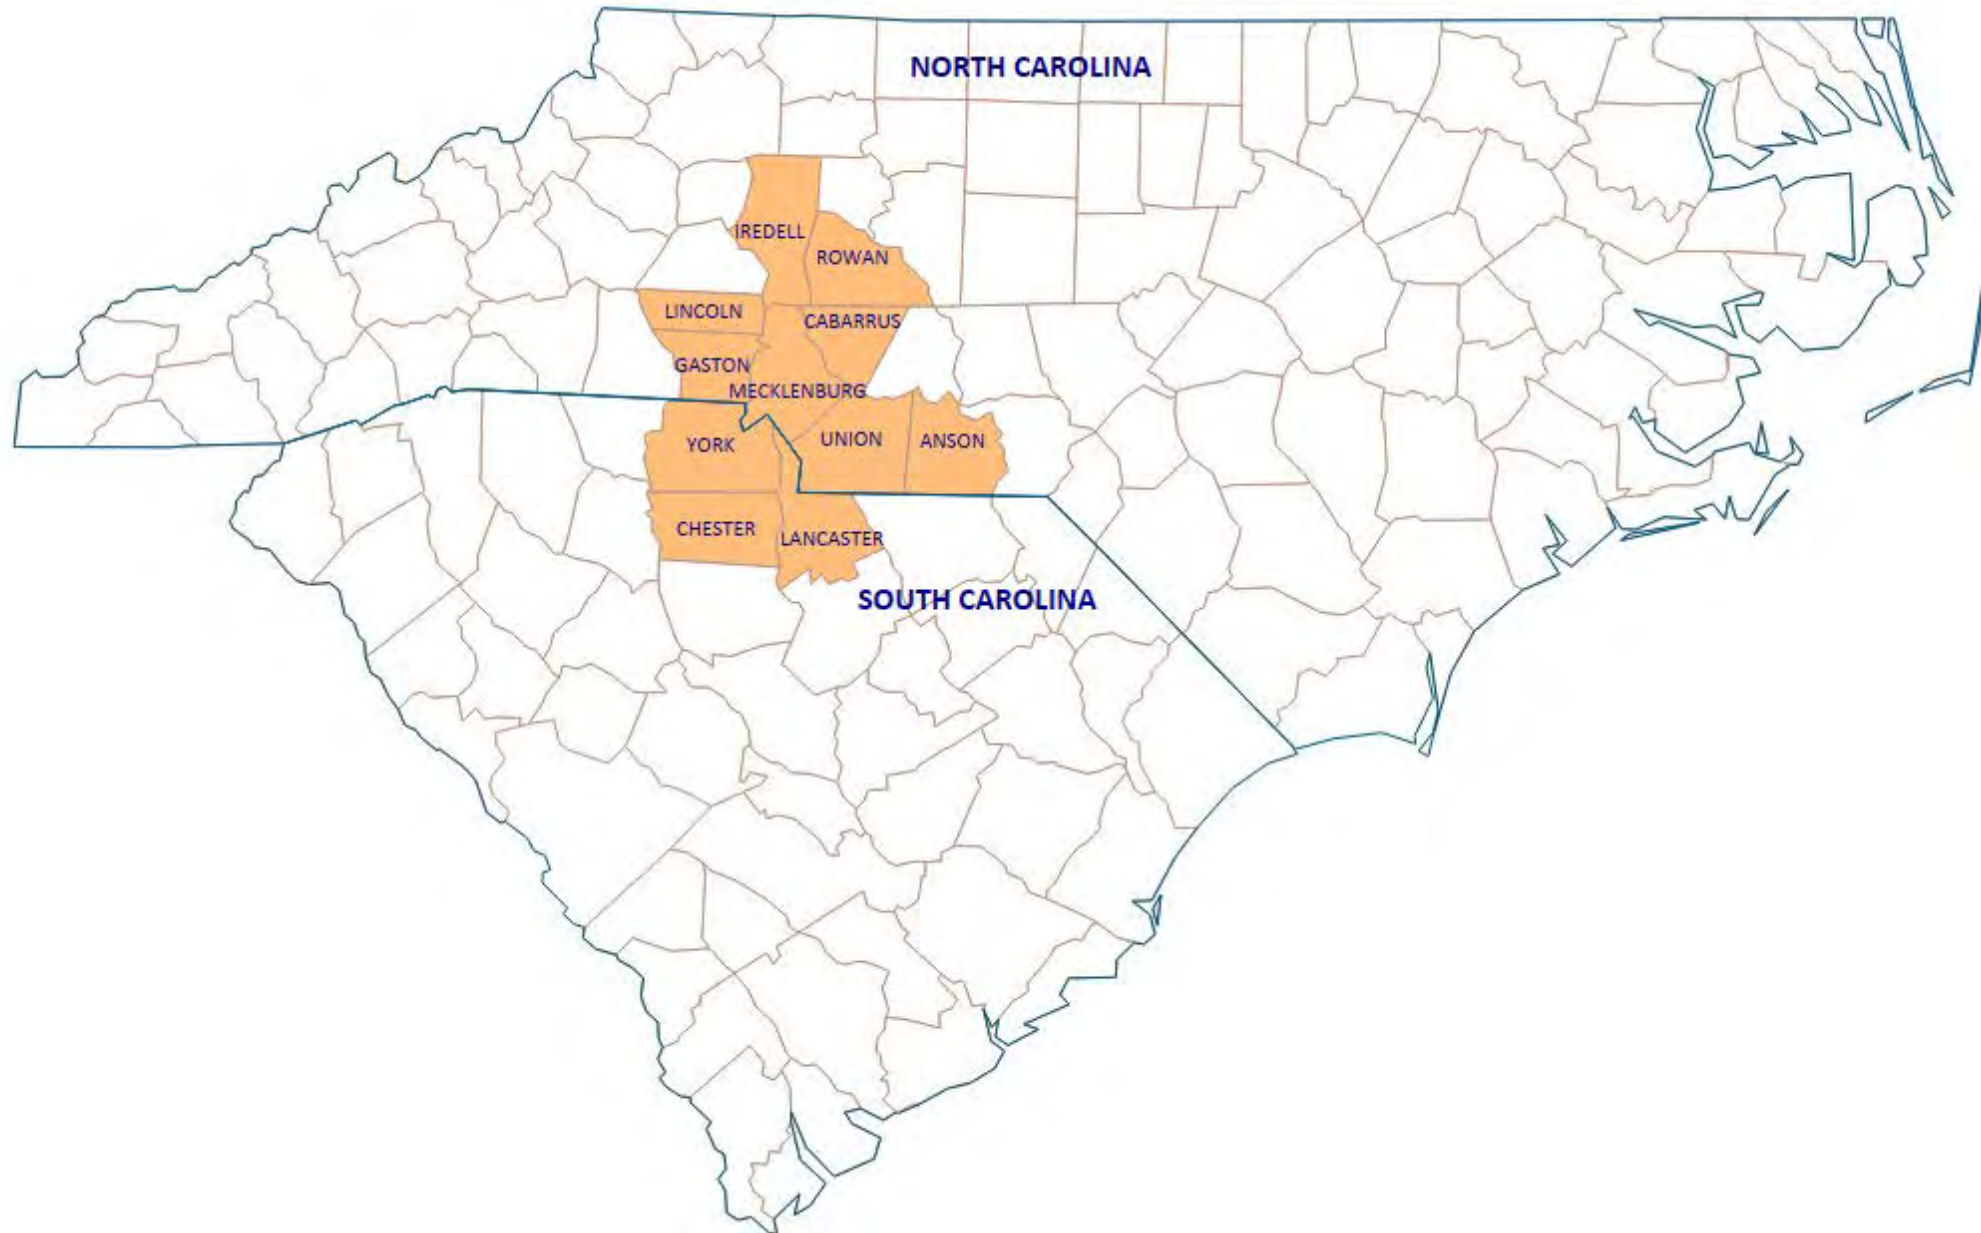 NORTH CAROLINA
IREDELL
ROWAN
LINCOLN
CABARRUS
GASTON
MECKLENBURG
YORK
UNION
ANSON
CHESTER
LANCASTER
SOUTH CAROLINA